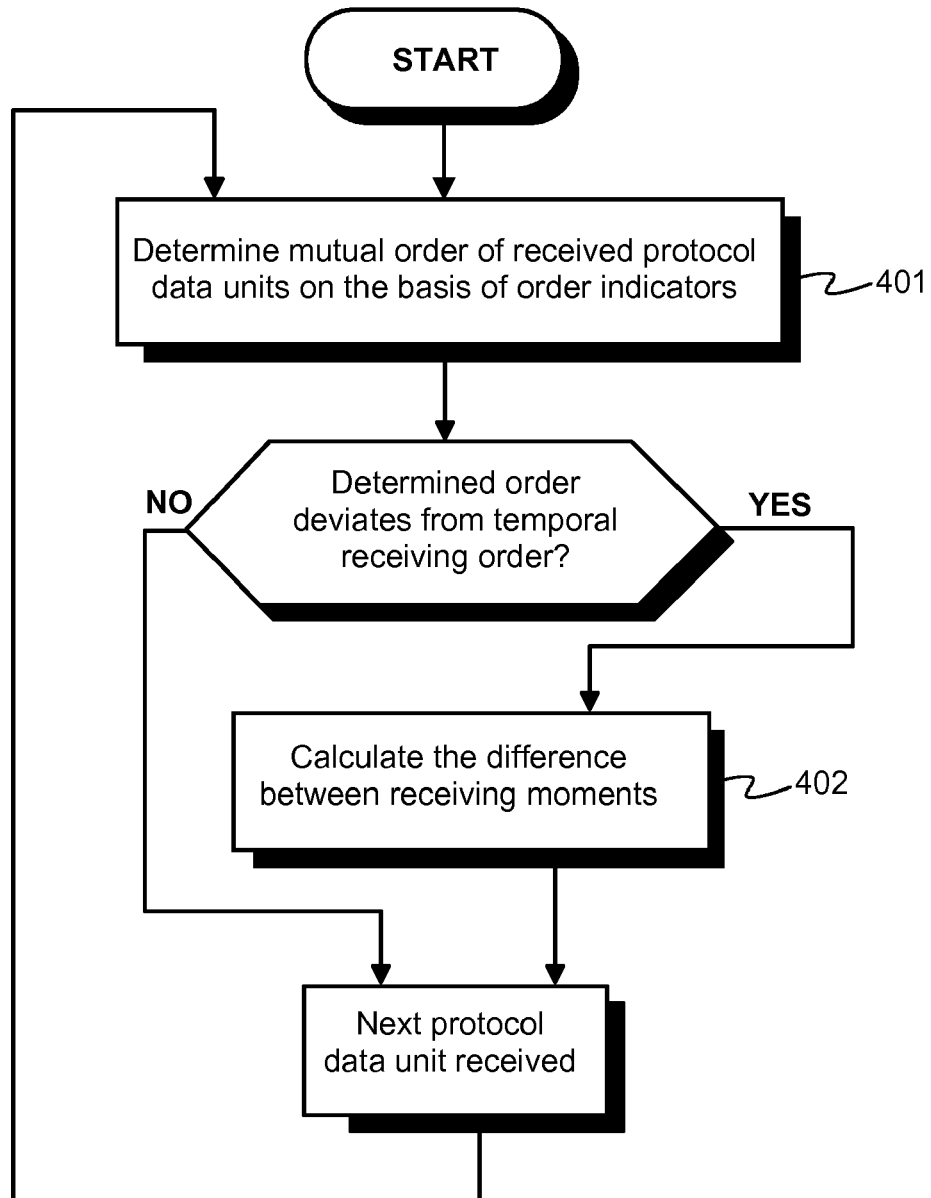 START
Determine mutual order of received protocol
data units on the basis of order indicators
401
Determined order
deviates from temporal
receiving order?
NO
YES
Calculate the difference
between receiving moments
402
Next protocol
data unit received